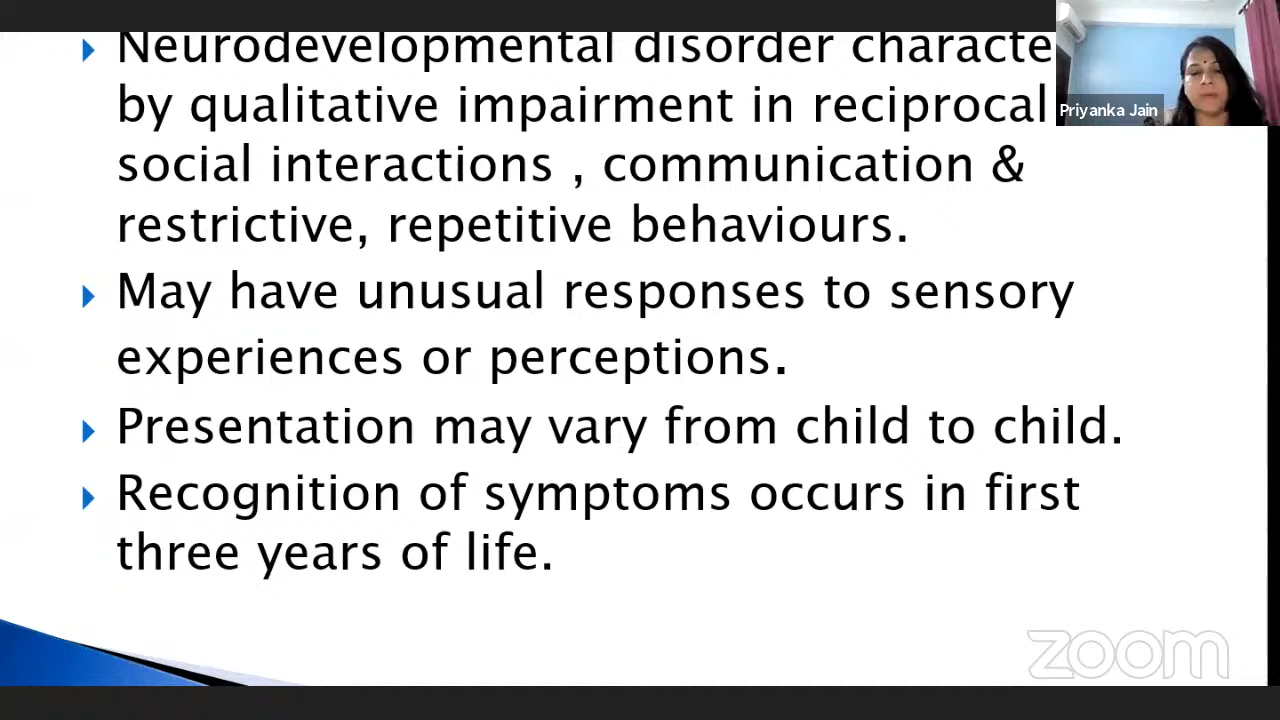 Neurodevelopmental disorder characte
by qualitative impairment in reciprocal
social interactions , communication &
restrictive, repetitive behaviours.
May have unusual responses to sensory
experiences or perceptions.
Presentation may vary from child to child.
Recognition of symptoms occurs in first
three years of life.
Priyanka Jain
zoom